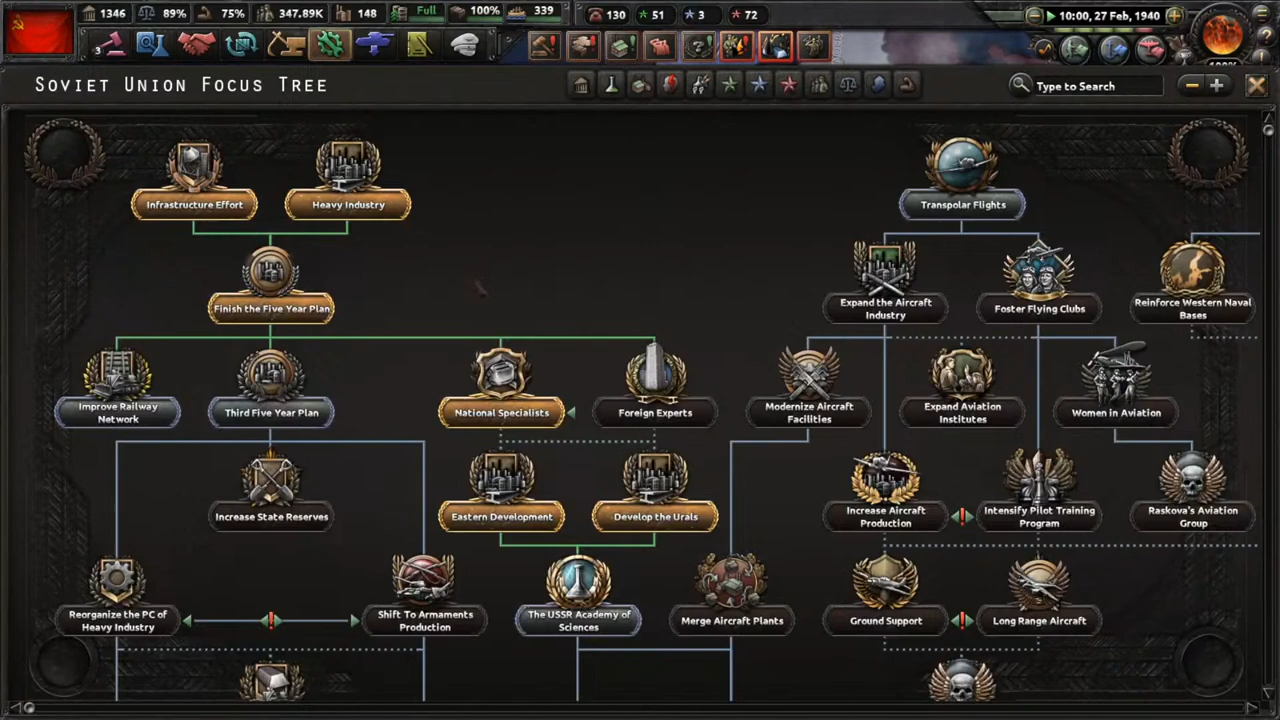 1346 89% 75% 347.89K 148 Full 100% 339 130 51 3 72 10:00, 27 Feb, 1940
3
SOVIET UNION FOCUS TREE
Type to Search
Infrastructure Effort
Heavy Industry
Transpolar Flights
Finish the Five Year Plan
Expand the Aircraft
Industry
Foster Flying Clubs
Reinforce Western Naval
Bases
Improve Railway
Network
Third Five Year Plan
National Specialists
Foreign Experts
Modernize Aircraft
Facilities
Expand Aviation
Institutes
Women in Aviation
Increase State Reserves
Eastern Development
Develop the Urals
Increase Aircraft
Production
Intensify Pilot Training
Program
Raskova's Aviation
Group
Reorganize the PC of
Heavy Industry
Shift To Armaments
Production
The USSR Academy of
Sciences
Merge Aircraft Plants
Ground Support
Long Range Aircraft